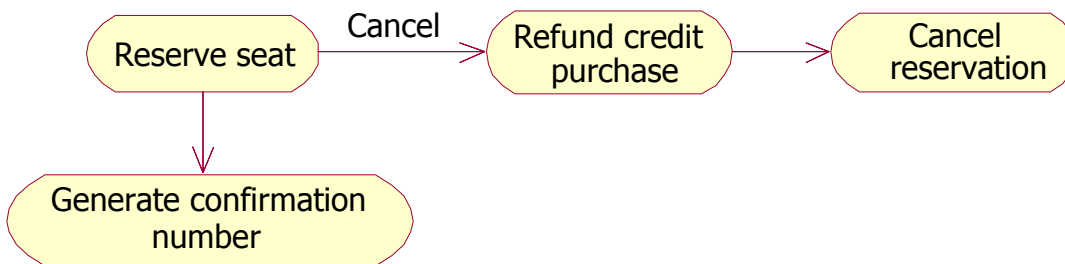 Reserve seat
Cancel
Refund credit
purchase
Cancel
reservation
Generate confirmation
number